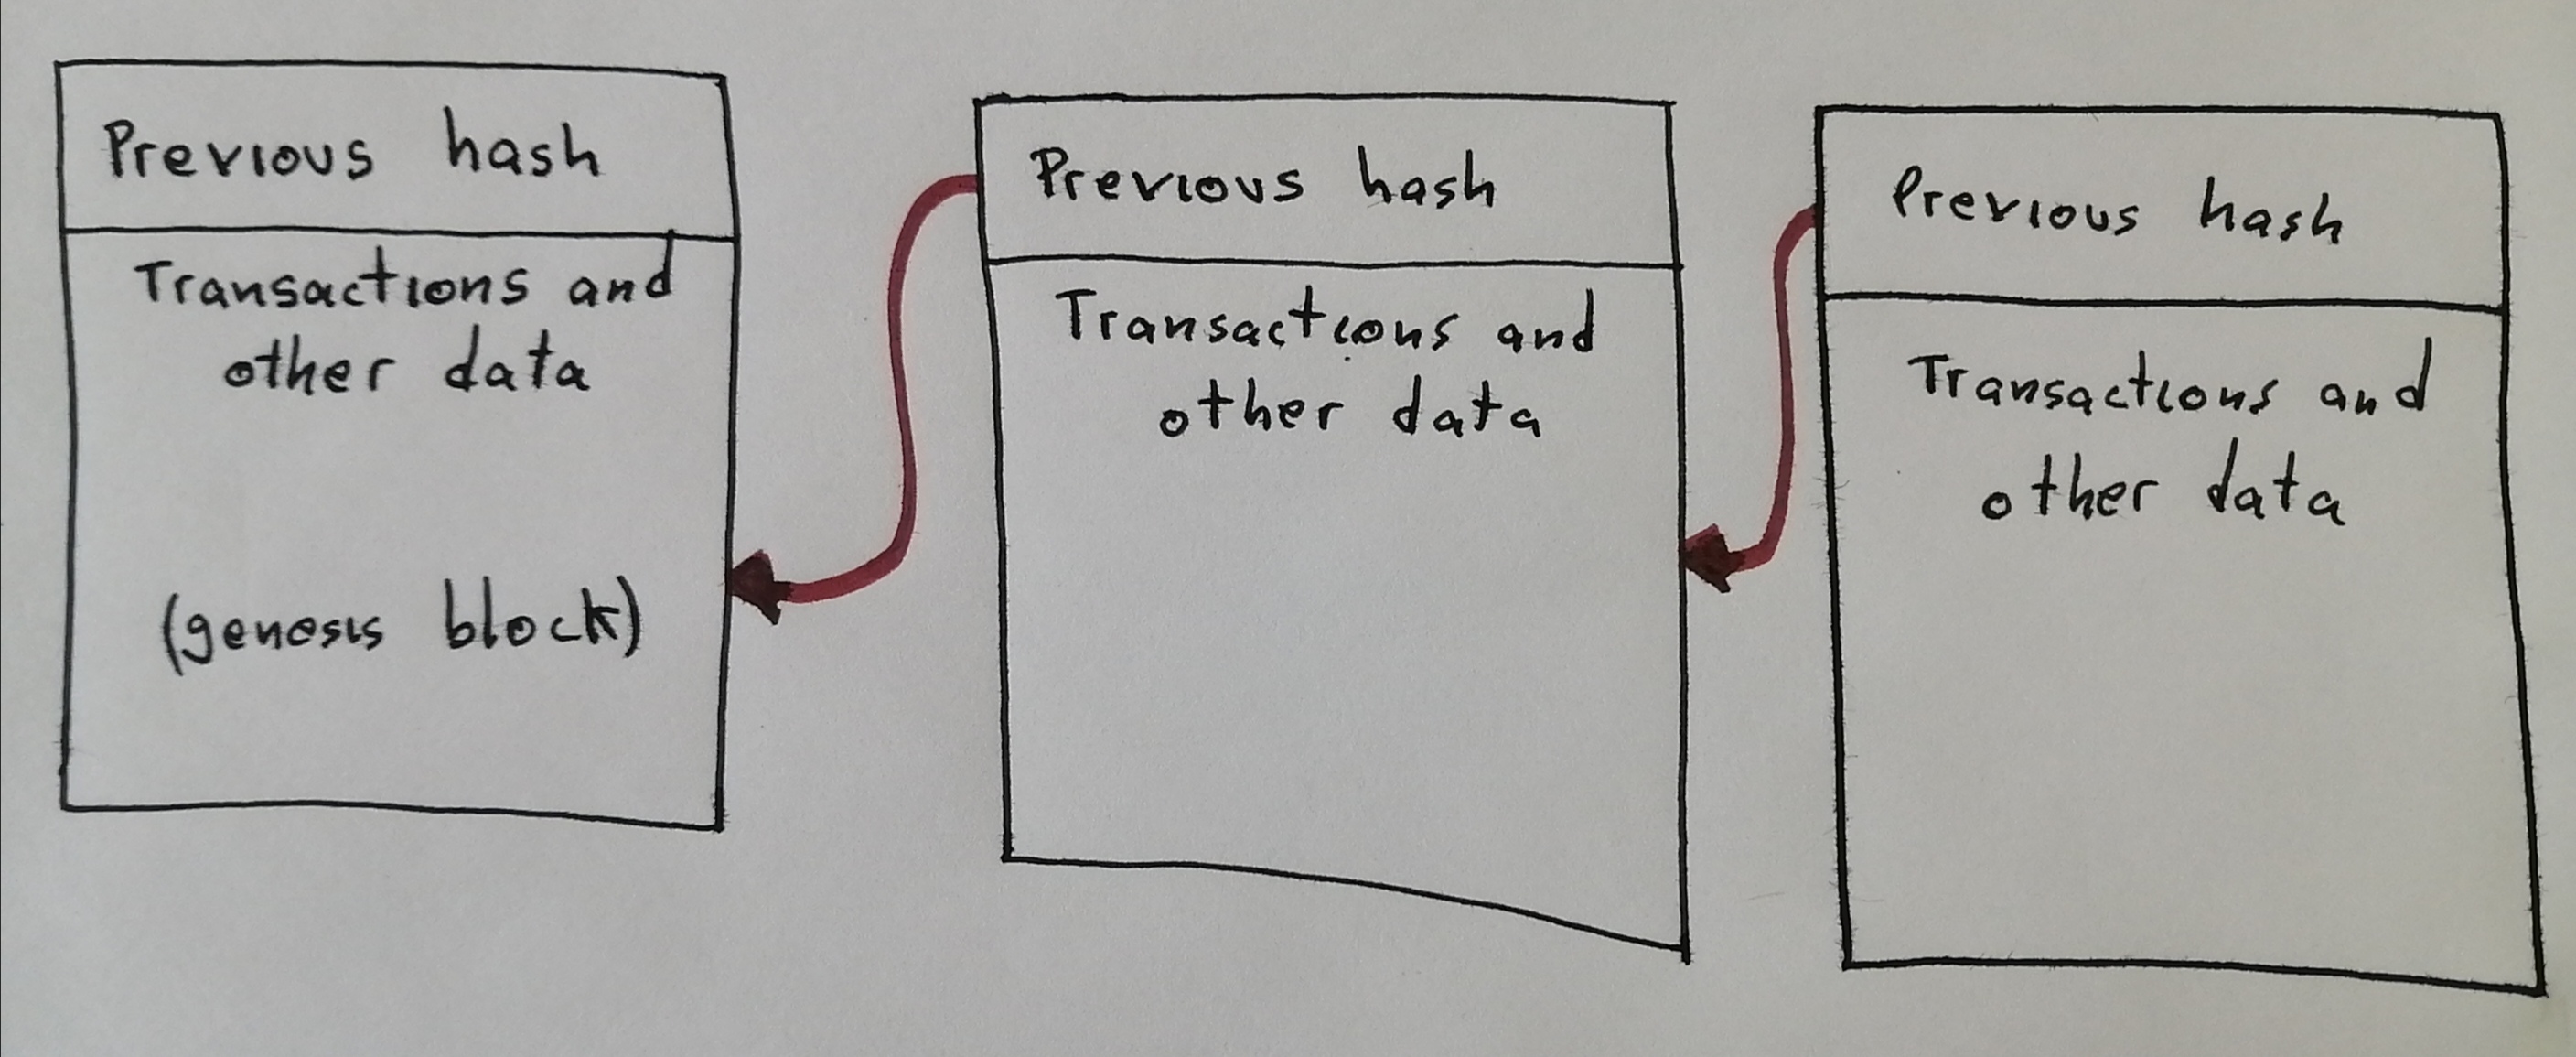 Previous hash
Transactions and
other data
(genesis block)
Previous hash
Transactions and
other data
Previous hash
Transactions and
other data